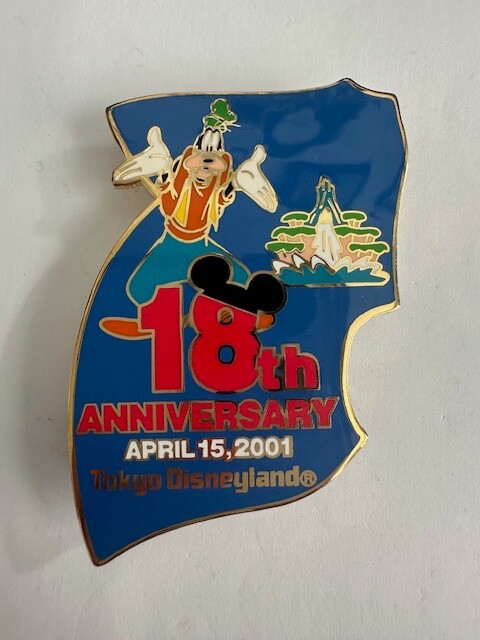 18th
ANNIVERSARY
APRIL 15, 2001
Tokyo Disneyland®